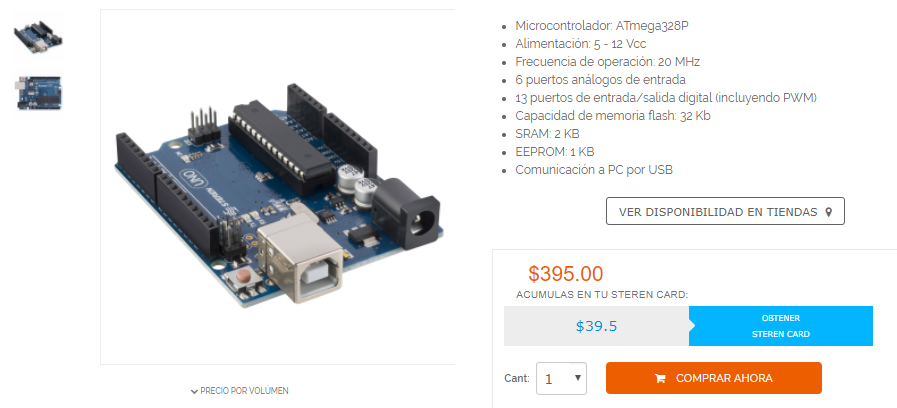 Microcontrolador: ATmega328P
Alimentación: 5 - 12 Vcc
Frecuencia de operación: 20 MHz
6 puertos análogos de entrada
13 puertos de entrada/salida digital (incluyendo PWM)
Capacidad de memoria flash: 32 Kb
SRAM: 2 KB
EEPROM: 1 KB
Comunicación a PC por USB
VER DISPONIBILIDAD EN TIENDAS
UNO
STEREN
$395.00
ACUMULAS EN TU STEREN CARD:
$39.5
OBTENER
STEREN CARD
Cant:
1
COMPRAR AHORA
PRECIO POR VOLÚMEN